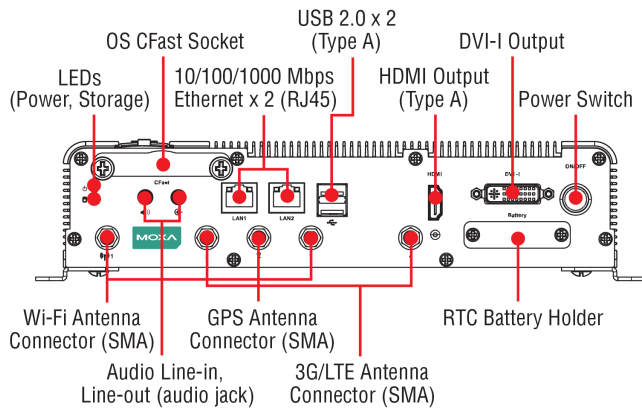 USB 2.0 x 2
(Type A)
OS CFast Socket
DVI-I Output
LEDs
(Power, Storage)
10/100/1000 Mbps
Ethernet x 2 (RJ45)
HDMI Output
(Type A)
Power Switch
CFast
ON/OFF
HDMI
DVI-I
LAN1
LAN2
Battery
MOXA
Wi-Fi Antenna
Connector (SMA)
GPS Antenna
Connector (SMA)
RTC Battery Holder
Audio Line-in,
Line-out (audio jack)
3G/LTE Antenna
Connector (SMA)